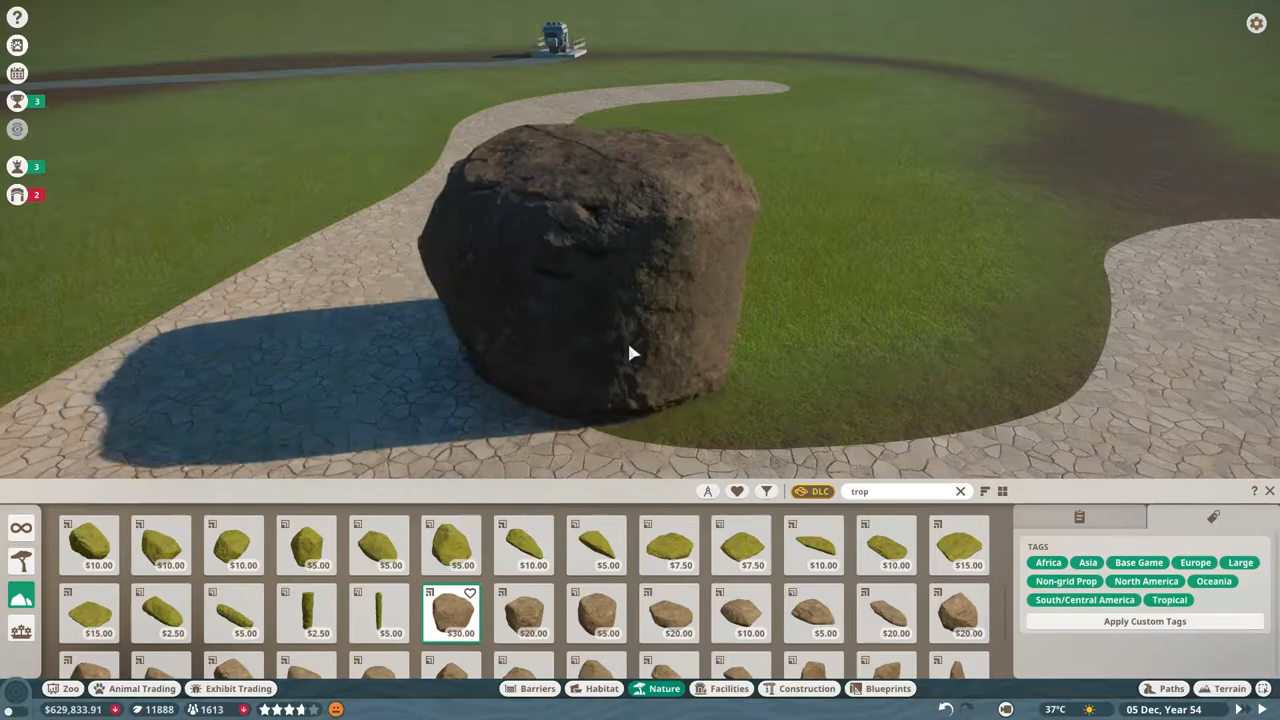 ?
3
3
2
DLC
trop
? ×
$10.00 $10.00 $10.00 $5.00 $5.00 $5.00 $10.00 $5.00 $7.50 $7.50 $10.00 $10.00 $15.00
$15.00 $2.50 $5.00 $2.50 $5.00 $30.00 $20.00 $5.00 $20.00 $10.00 $5.00 $20.00 $20.00
TAGS
Africa Asia Base Game Europe Large
Non-grid Prop North America Oceania
South/Central America Tropical
Apply Custom Tags
Zoo Animal Trading Exhibit Trading Barriers Habitat Nature Facilities Construction Blueprints Paths Terrain
$629,833.91 11888 1613 37°C 05 Dec, Year 54